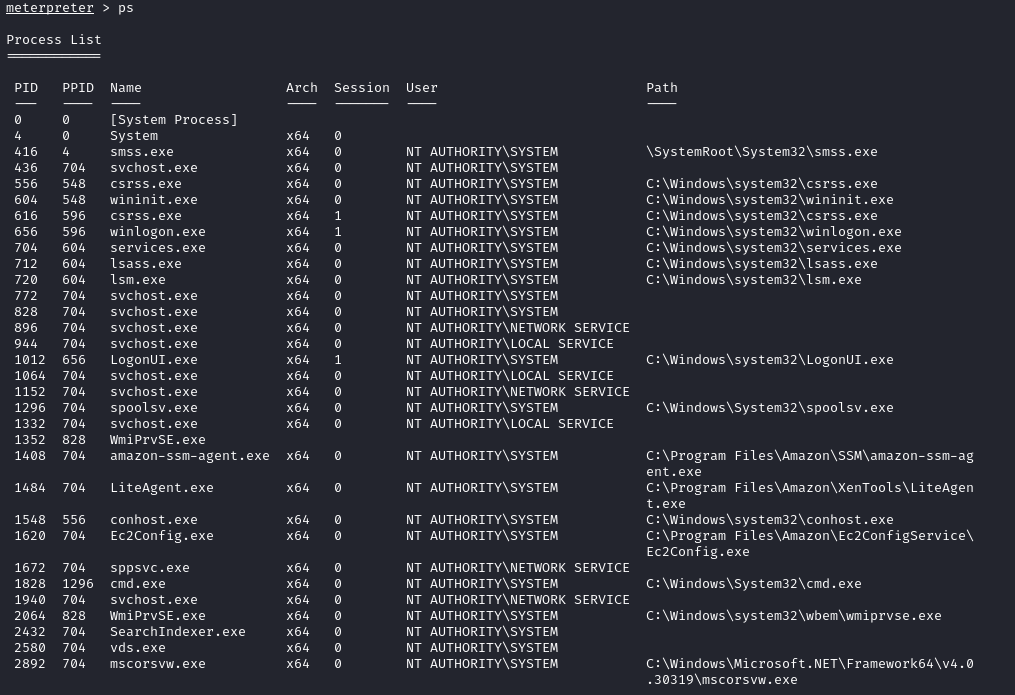 meterpreter > ps
Process List
PID PPID Name Arch Session User Path
0 0 [System Process]
4 0 System x64 0
416 4 smss.exe x64 0 NT AUTHORITY\SYSTEM \SystemRoot\System32\smss.exe
436 704 svchost.exe x64 0 NT AUTHORITY\SYSTEM
556 548 csrss.exe x64 0 NT AUTHORITY\SYSTEM C:\Windows\system32\csrss.exe
604 548 wininit.exe x64 0 NT AUTHORITY\SYSTEM C:\Windows\system32\wininit.exe
616 596 csrss.exe x64 1 NT AUTHORITY\SYSTEM C:\Windows\system32\csrss.exe
656 596 winlogon.exe x64 1 NT AUTHORITY\SYSTEM C:\Windows\system32\winlogon.exe
704 604 services.exe x64 0 NT AUTHORITY\SYSTEM C:\Windows\system32\services.exe
712 604 lsass.exe x64 0 NT AUTHORITY\SYSTEM C:\Windows\system32\lsass.exe
720 604 lsm.exe x64 0 NT AUTHORITY\SYSTEM C:\Windows\system32\lsm.exe
772 704 svchost.exe x64 0 NT AUTHORITY\SYSTEM
828 704 svchost.exe x64 0 NT AUTHORITY\SYSTEM
896 704 svchost.exe x64 0 NT AUTHORITY\NETWORK SERVICE
944 704 svchost.exe x64 0 NT AUTHORITY\LOCAL SERVICE
1012 656 LogonUI.exe x64 1 NT AUTHORITY\SYSTEM C:\Windows\system32\LogonUI.exe
1064 704 svchost.exe x64 0 NT AUTHORITY\LOCAL SERVICE
1152 704 svchost.exe x64 0 NT AUTHORITY\NETWORK SERVICE
1296 704 spoolsv.exe x64 0 NT AUTHORITY\SYSTEM C:\Windows\System32\spoolsv.exe
1332 704 svchost.exe x64 0 NT AUTHORITY\LOCAL SERVICE
1352 828 WmiPrvSE.exe
1408 704 amazon-ssm-agent.exe x64 0 NT AUTHORITY\SYSTEM C:\Program Files\Amazon\SSM\amazon-ssm-ag
ent.exe
1484 704 LiteAgent.exe x64 0 NT AUTHORITY\SYSTEM C:\Program Files\Amazon\XenTools\LiteAgen
t.exe
1548 556 conhost.exe x64 0 NT AUTHORITY\SYSTEM C:\Windows\system32\conhost.exe
1620 704 Ec2Config.exe x64 0 NT AUTHORITY\SYSTEM C:\Program Files\Amazon\Ec2ConfigService\
Ec2Config.exe
1672 704 sppsvc.exe x64 0 NT AUTHORITY\NETWORK SERVICE
1828 1296 cmd.exe x64 0 NT AUTHORITY\SYSTEM C:\Windows\System32\cmd.exe
1940 704 svchost.exe x64 0 NT AUTHORITY\NETWORK SERVICE
2064 828 WmiPrvSE.exe x64 0 NT AUTHORITY\SYSTEM C:\Windows\system32\wbem\wmiprvse.exe
2432 704 SearchIndexer.exe x64 0 NT AUTHORITY\SYSTEM
2580 704 vds.exe x64 0 NT AUTHORITY\SYSTEM
2892 704 mscorsvw.exe x64 0 NT AUTHORITY\SYSTEM C:\Windows\Microsoft.NET\Framework64\v4.0
.30319\mscorsvw.exe